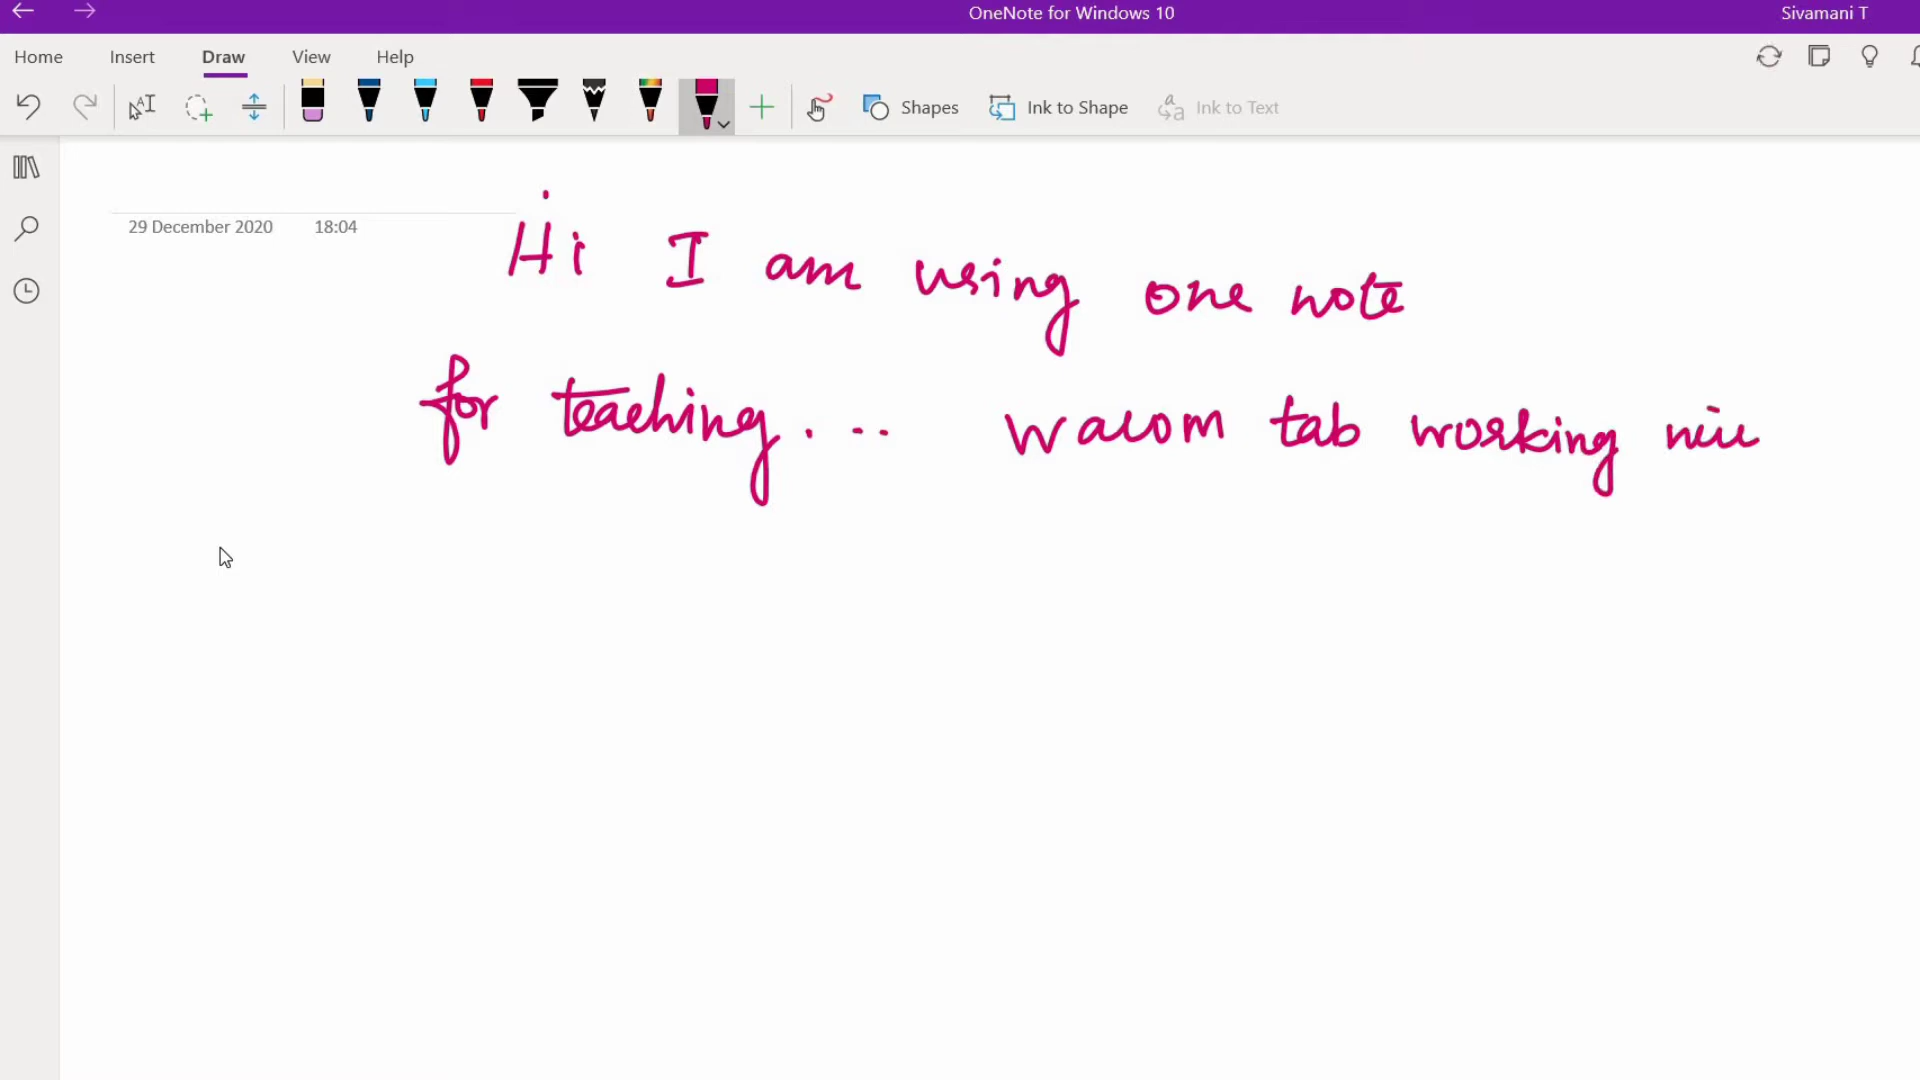 OneNote for Windows 10 Sivamani T
Home Insert Draw View Help
Shapes Ink to Shape Ink to Text
29 December 2020 18:04
Hi I am using one note
for teaching... wacom tab working nice